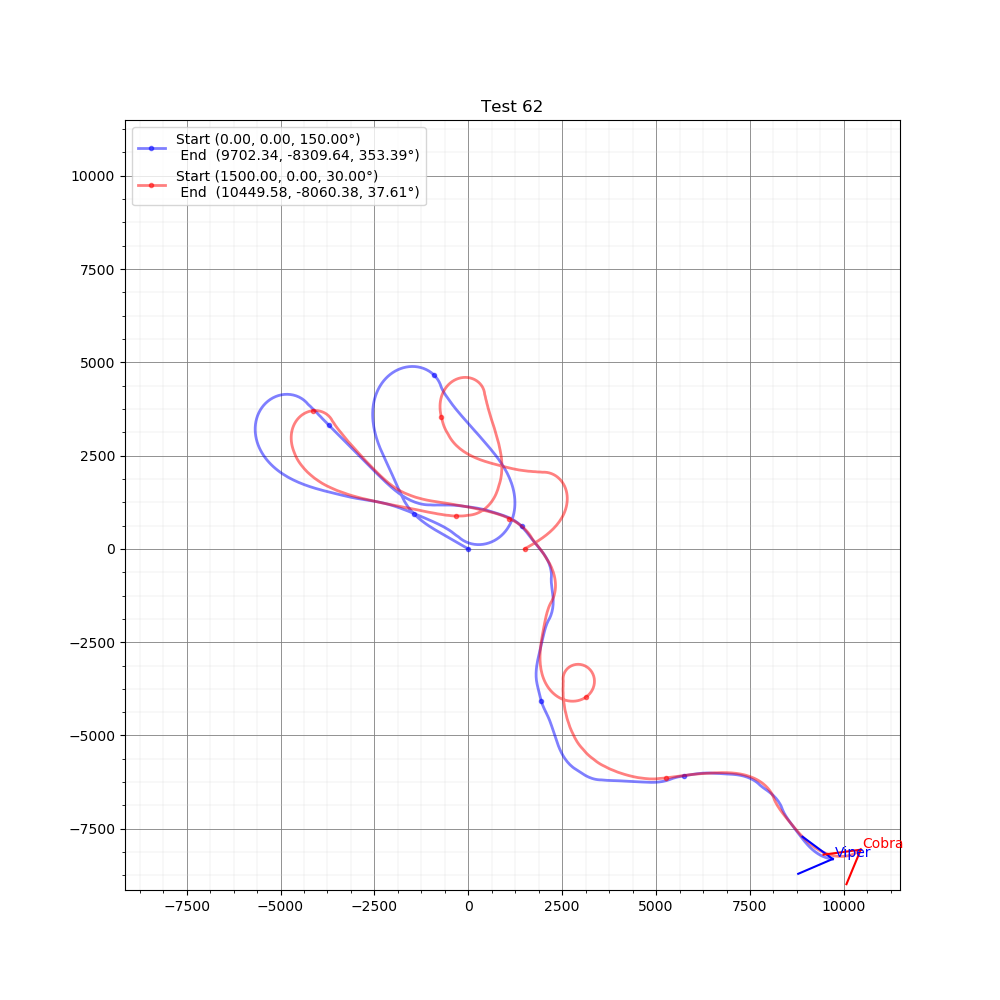 Test 62
Start (0.00, 0.00, 150.00°)
End (9702.34, -8309.64, 353.39°)
Start (1500.00, 0.00, 30.00°)
End (10449.58, -8060.38, 37.61°)
10000
7500
5000
2500
0
−2500
−5000
−7500
Cobra
Viper
−7500 −5000 −2500 0 2500 5000 7500 10000